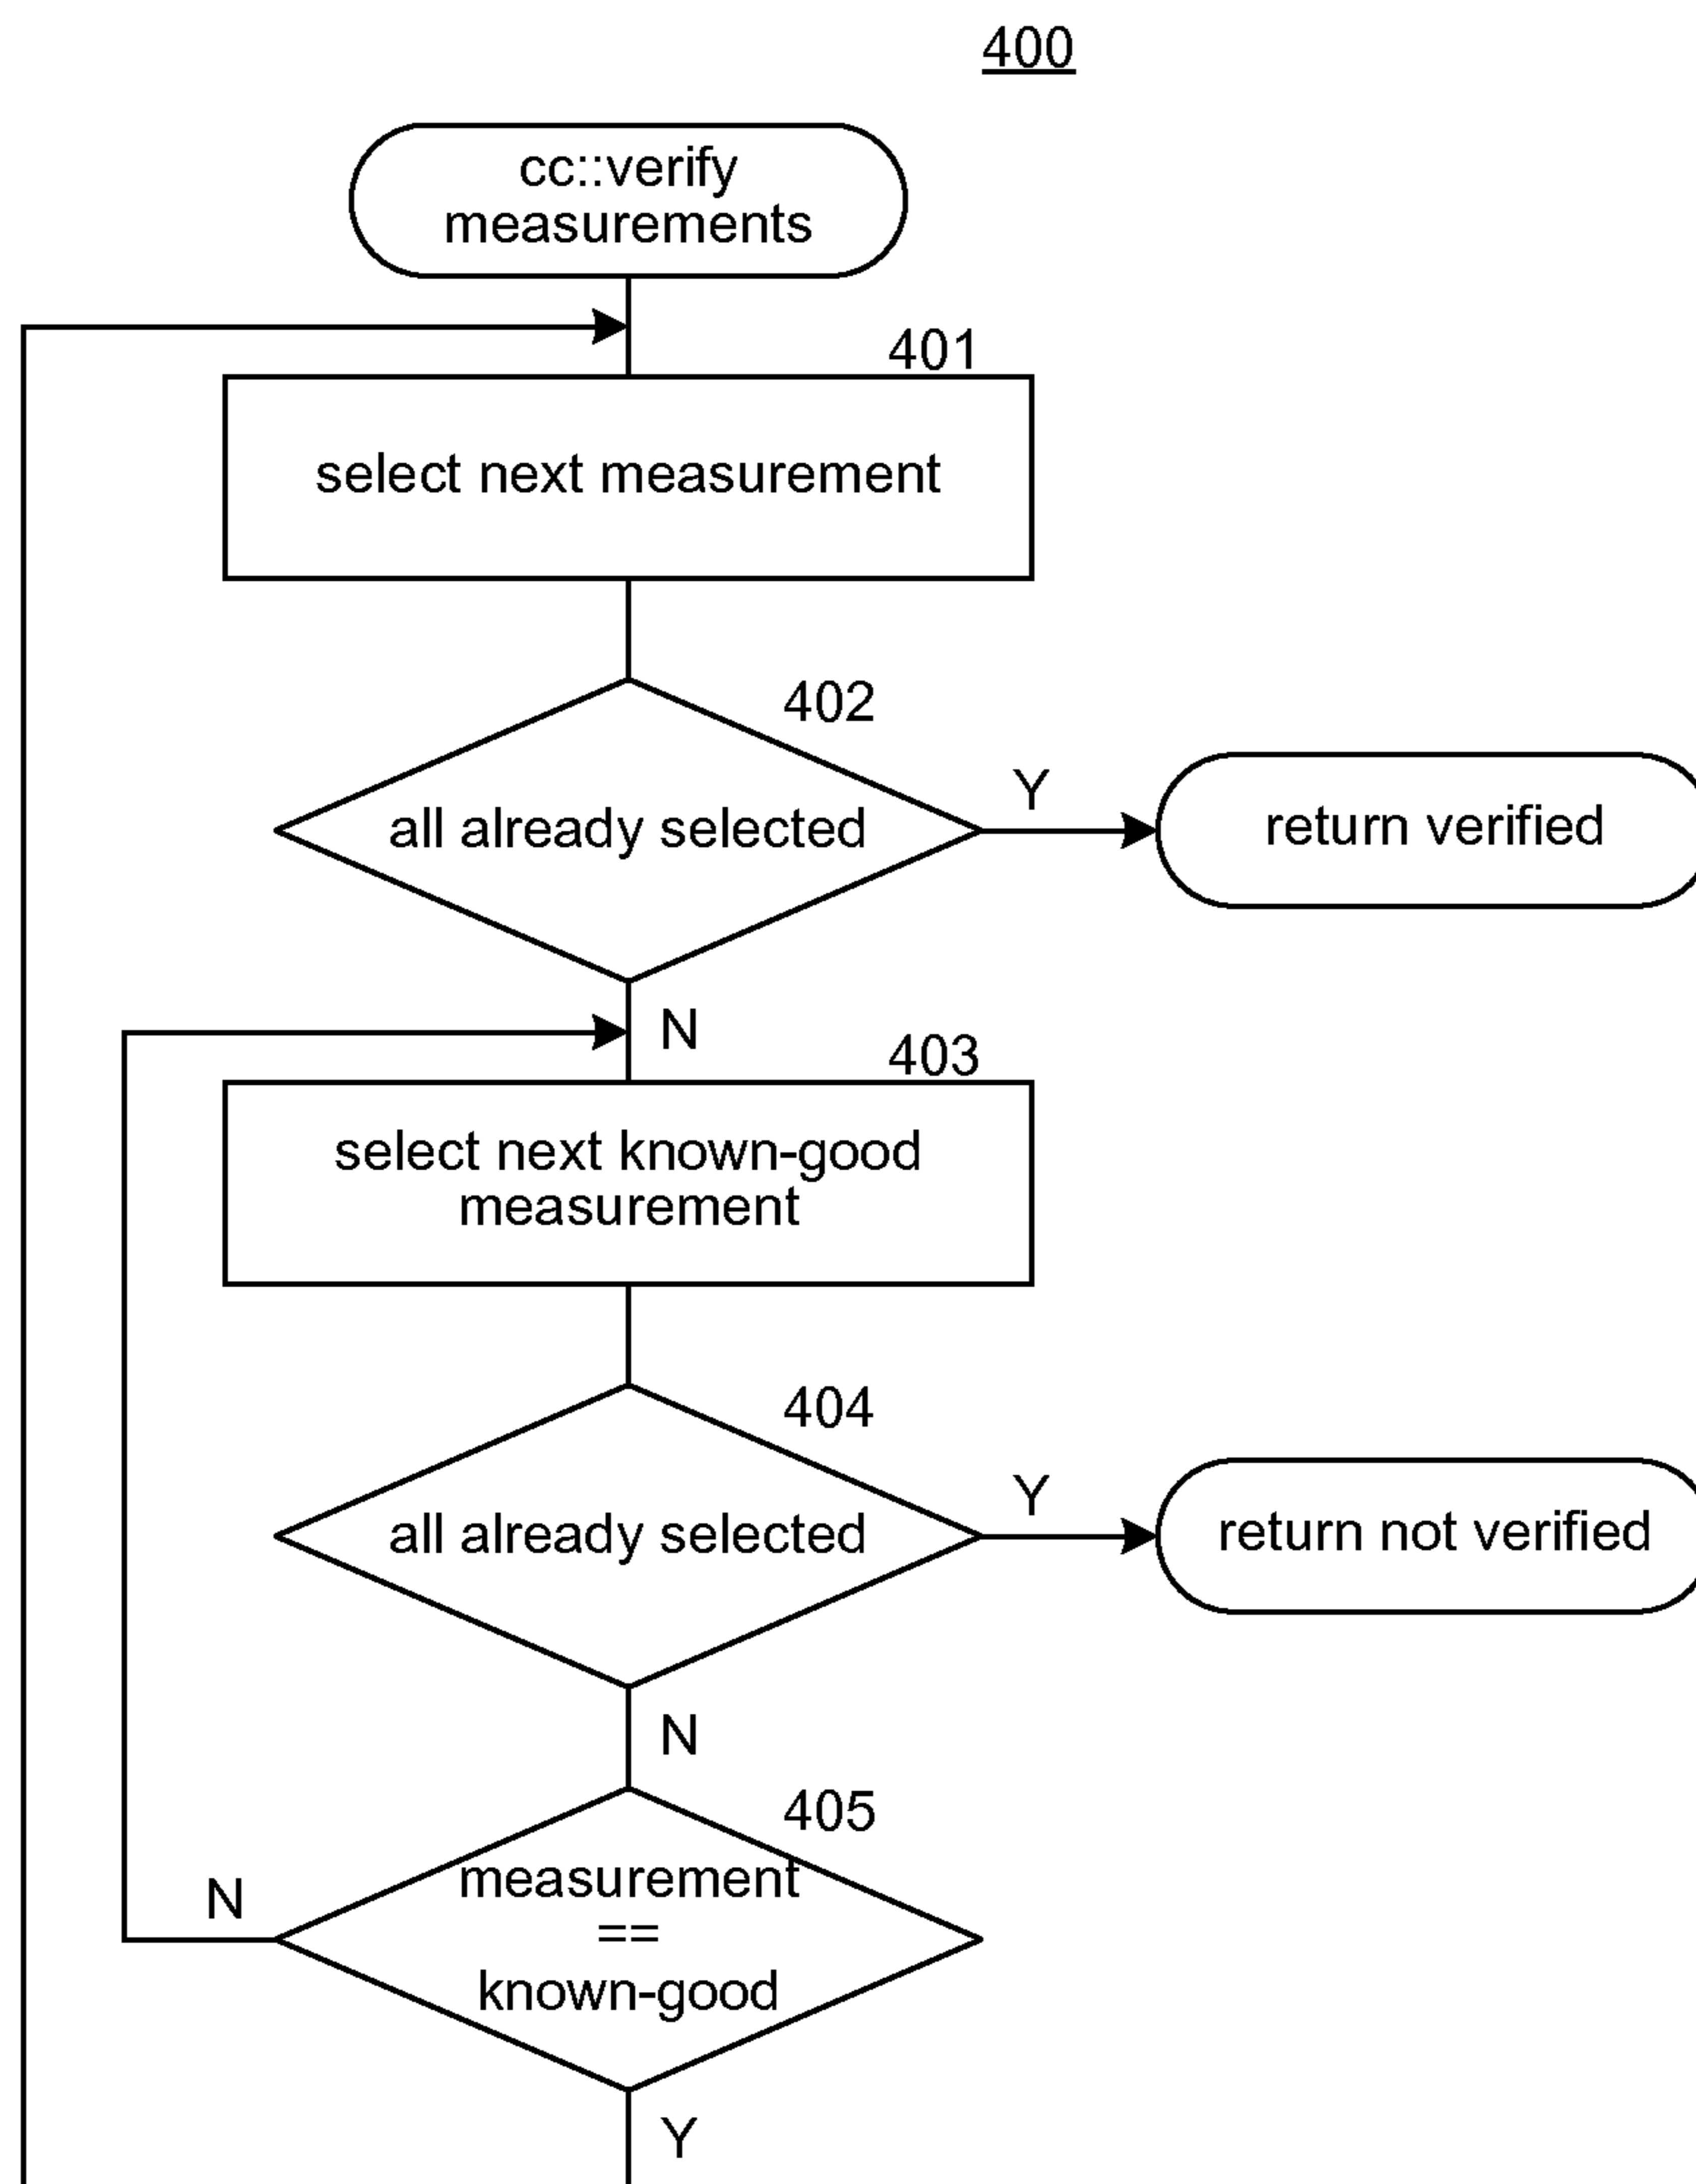 400
cc::verify
measurements
401
select next measurement
402
all already selected
Y
return verified
N
403
select next known-good
measurement
404
all already selected
Y
return not verified
N
405
measurement
==
known-good
N
Y